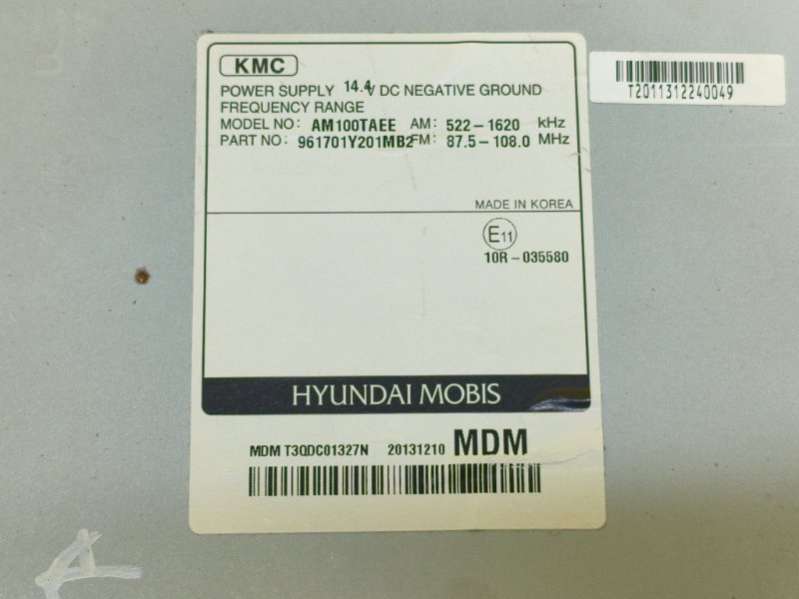 KMC
POWER SUPPLY 14.4V DC NEGATIVE GROUND
FREQUENCY RANGE
MODEL NO: AM100TAEE AM: 522-1620 kHz
PART NO: 961701Y201MB2 FM: 87.5-108.0 MHz
MADE IN KOREA
E11
10R-035580
HYUNDAI MOBIS
MDM T3QDC01327N 20131210 MDM
T2011312240049